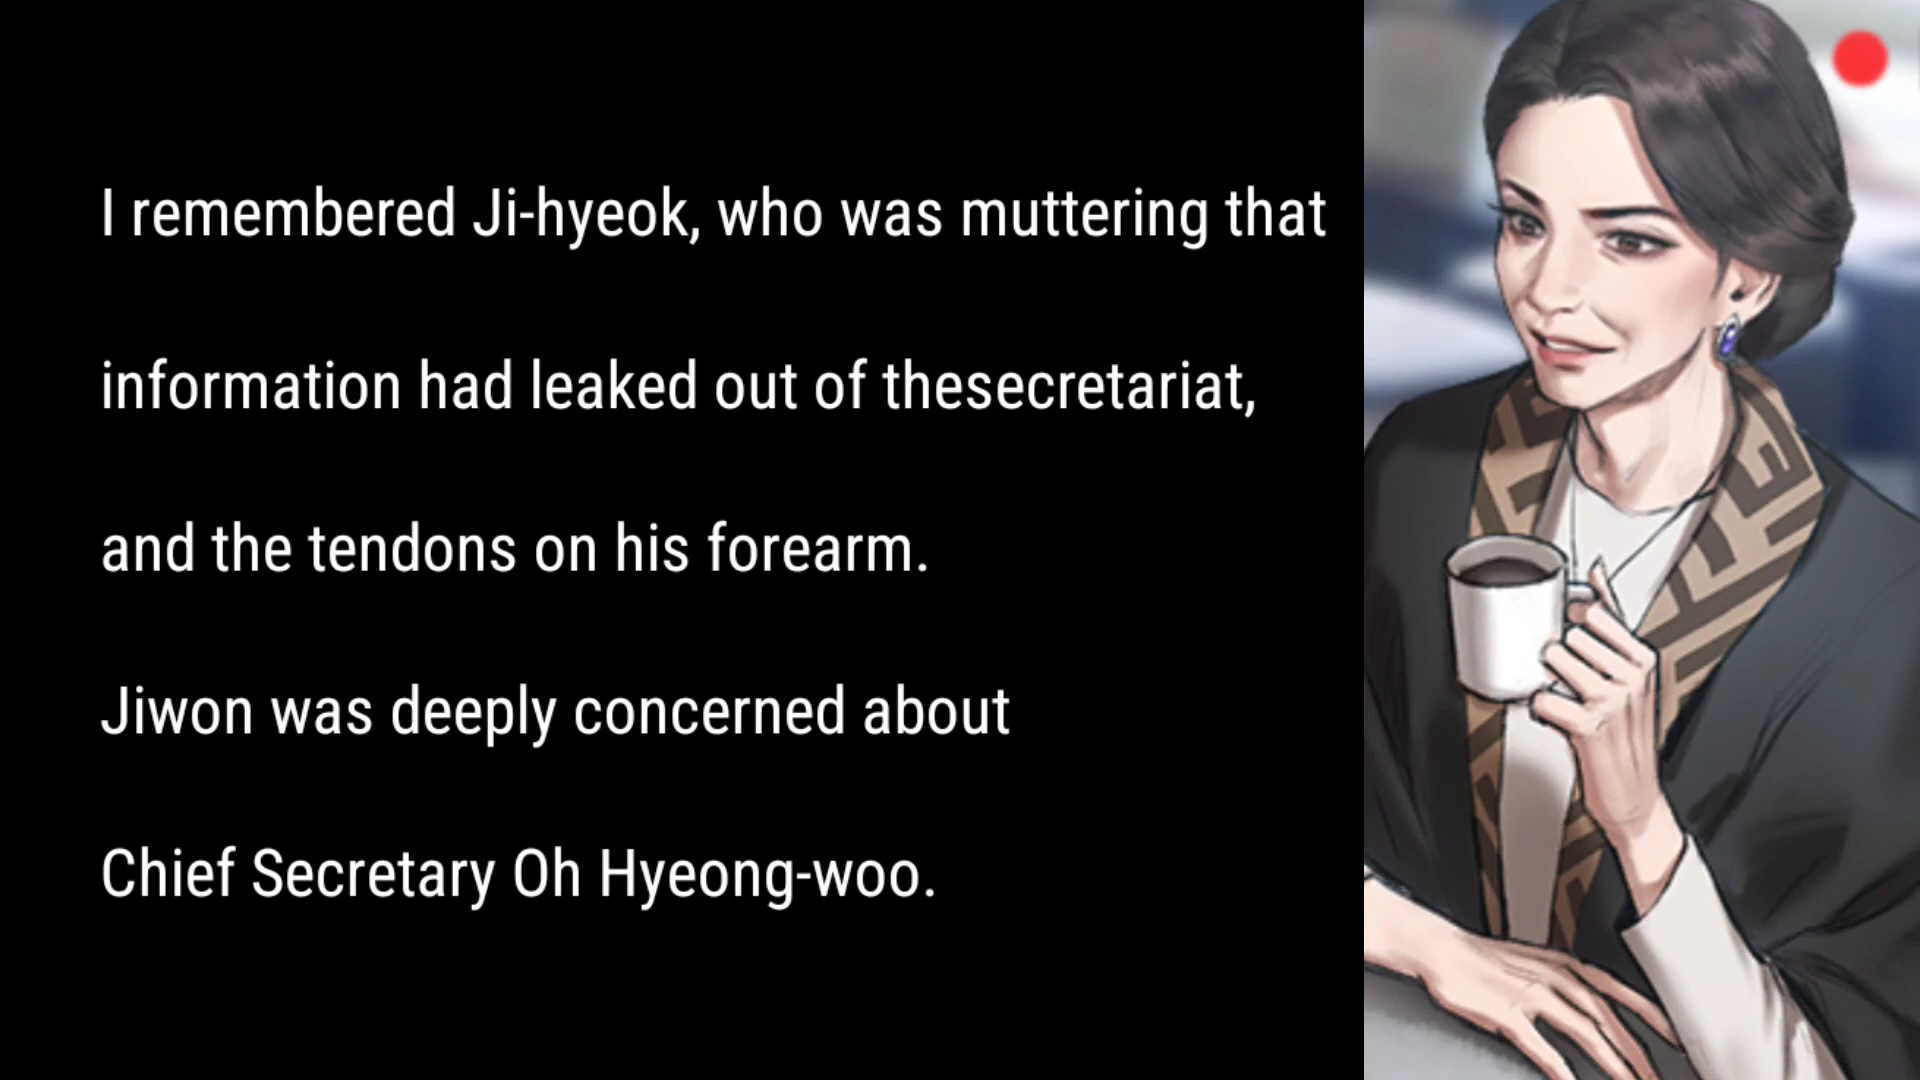 I remembered Ji-hyeok, who was muttering that
information had leaked out of thesecretariat,
and the tendons on his forearm.
Jiwon was deeply concerned about
Chief Secretary Oh Hyeong-woo.